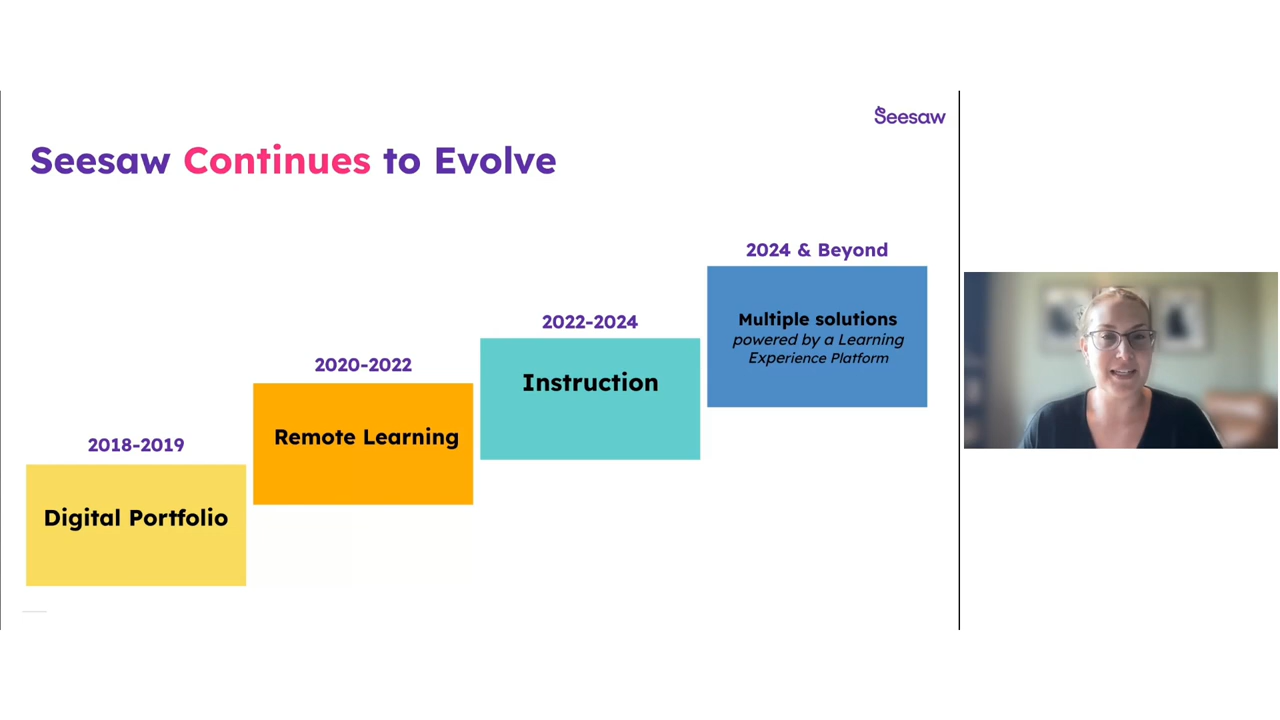 Seesaw
Seesaw Continues to Evolve
2018-2019
Digital Portfolio
2020-2022
Remote Learning
2022-2024
Instruction
2024 & Beyond
Multiple solutions
powered by a Learning
Experience Platform